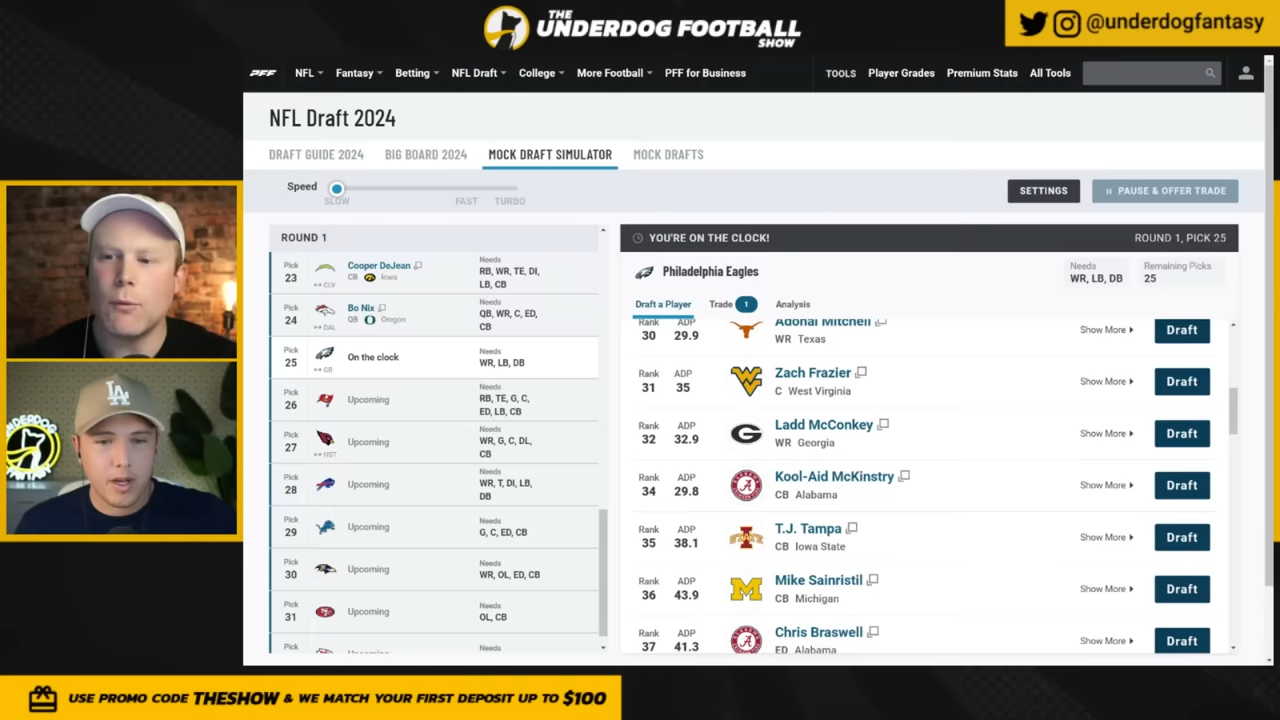 THE
UNDERDOG FOOTBALL
SHOW
@underdogfantasy
PFF NFL Fantasy Betting NFL Draft College More Football PFF for Business TOOLS Player Grades Premium Stats All Tools
NFL Draft 2024
DRAFT GUIDE 2024 BIG BOARD 2024 MOCK DRAFT SIMULATOR MOCK DRAFTS
Speed
SLOW FAST TURBO
SETTINGS
PAUSE & OFFER TRADE
ROUND 1
Pick 23
↔ CLV
Cooper DeJean
CB Iowa
Needs
RB, WR, TE, DI,
LB, CB
Pick 24
↔ DAL
Bo Nix
QB Oregon
Needs
QB, WR, C, ED,
CB
Pick 25
↔ GB
On the clock
Needs
WR, LB, DB
Pick 26
Upcoming
Needs
RB, TE, G, C,
ED, LB, CB
Pick 27
↔ HST
Upcoming
Needs
WR, G, C, DL,
CB
Pick 28
Upcoming
Needs
WR, T, DI, LB,
DB
Pick 29
Upcoming
Needs
G, C, ED, CB
Pick 30
Upcoming
Needs
WR, OL, ED, CB
Pick 31
Upcoming
Needs
OL, CB
Pick
Upcoming
Needs
YOU'RE ON THE CLOCK! ROUND 1, PICK 25
Philadelphia Eagles
Needs
WR, LB, DB
Remaining Picks
25
Draft a Player Trade 1 Analysis
Rank 30 ADP 29.9
Adonai Mitchell
WR Texas
Show More Draft
Rank 31 ADP 35
Zach Frazier
C West Virginia
Show More Draft
Rank 32 ADP 32.9
Ladd McConkey
WR Georgia
Show More Draft
Rank 34 ADP 29.8
Kool-Aid McKinstry
CB Alabama
Show More Draft
Rank 35 ADP 38.1
T.J. Tampa
CB Iowa State
Show More Draft
Rank 36 ADP 43.9
Mike Sainristil
CB Michigan
Show More Draft
Rank 37 ADP 41.3
Chris Braswell
ED Alabama
Show More Draft
LA
UNDERDOG
FANTASY
USE PROMO CODE THESHOW & WE MATCH YOUR FIRST DEPOSIT UP TO $100